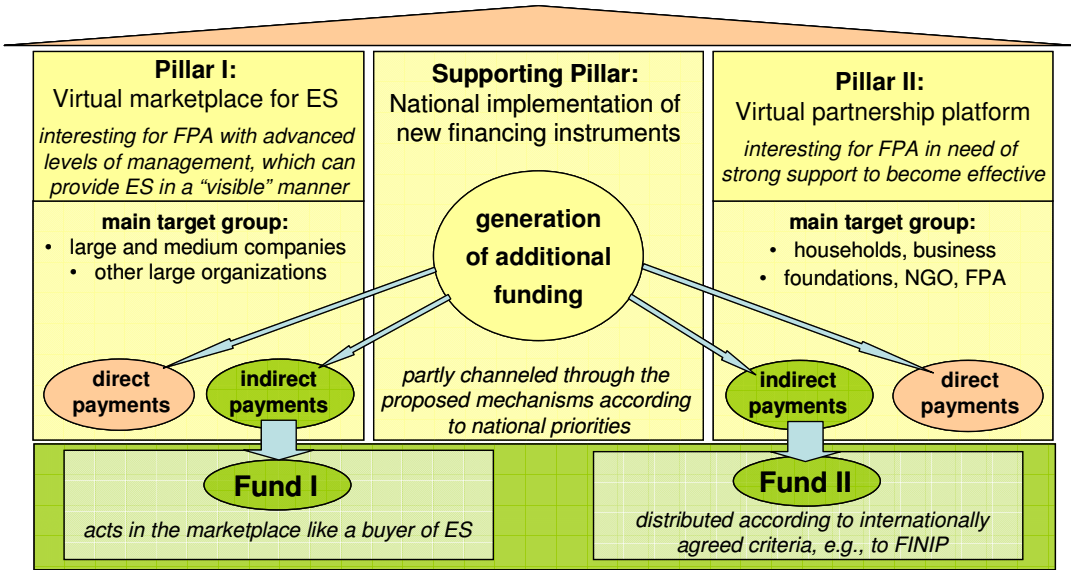 Pillar I:
Virtual marketplace for ES
interesting for FPA with advanced
levels of management, which can
provide ES in a “visible” manner
main target group:
• large and medium companies
• other large organizations
direct
payments
indirect
payments
Supporting Pillar:
National implementation of
new financing instruments
generation
of additional
funding
partly channeled through the
proposed mechanisms according
to national priorities
Pillar II:
Virtual partnership platform
interesting for FPA in need of
strong support to become effective
main target group:
• households, business
• foundations, NGO, FPA
indirect
payments
direct
payments
Fund I
acts in the marketplace like a buyer of ES
Fund II
distributed according to internationally
agreed criteria, e.g., to FINIP